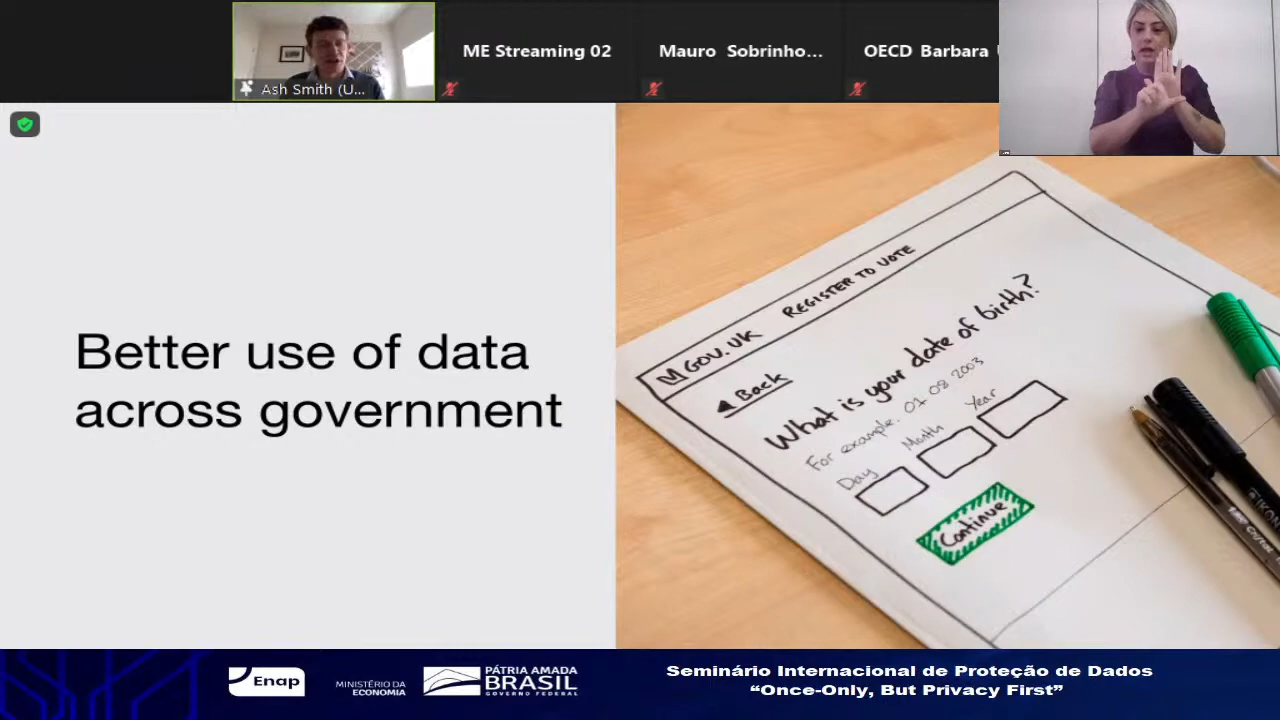 Ash Smith (U...
ME Streaming 02
Mauro Sobrinho...
OECD Barbara
Better use of data
across government
GOV.UK REGISTER TO VOTE
Back
What is your date of birth?
For example. 01 08 2003
Day Month Year
Continue
Enap
MINISTÉRIO DA
ECONOMIA
PÁTRIA AMADA
BRASIL
GOVERNO FEDERAL
Seminário Internacional de Proteção de Dados
“Once-Only, But Privacy First”